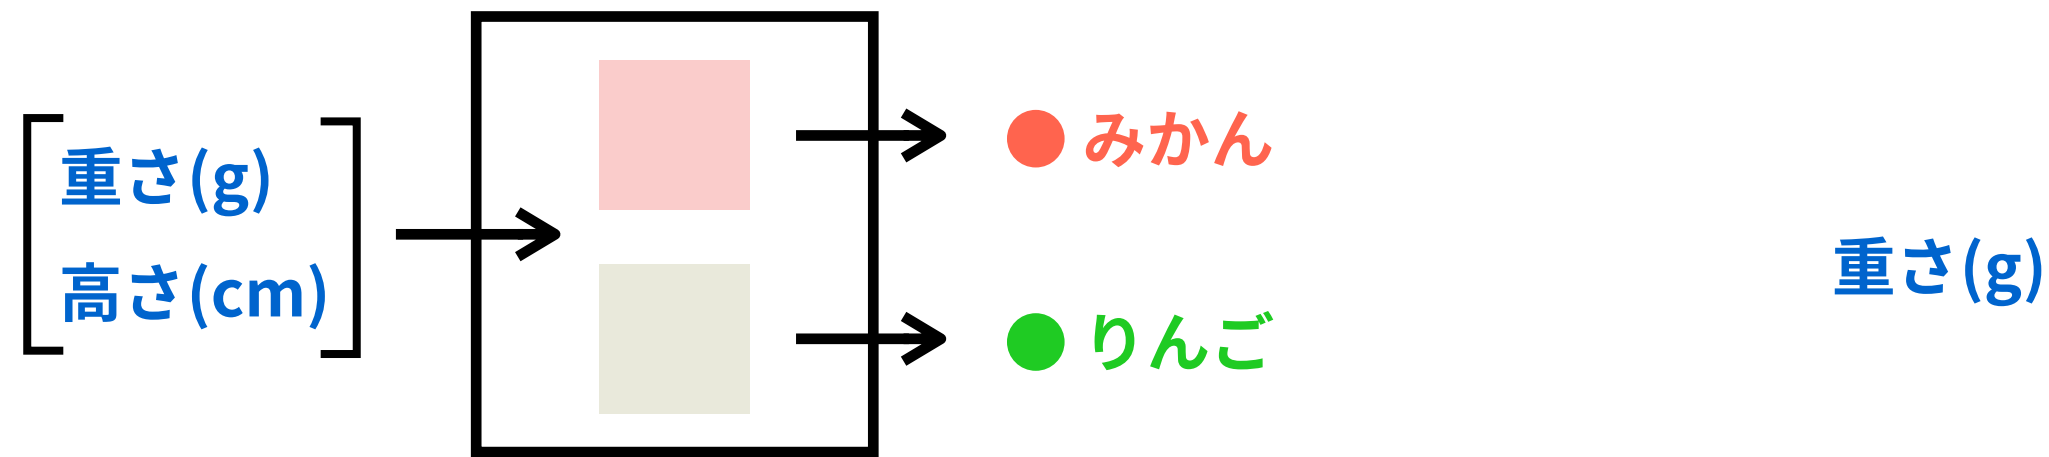 重さ(g)
高さ(cm)
みかん
りんご
重さ(g)